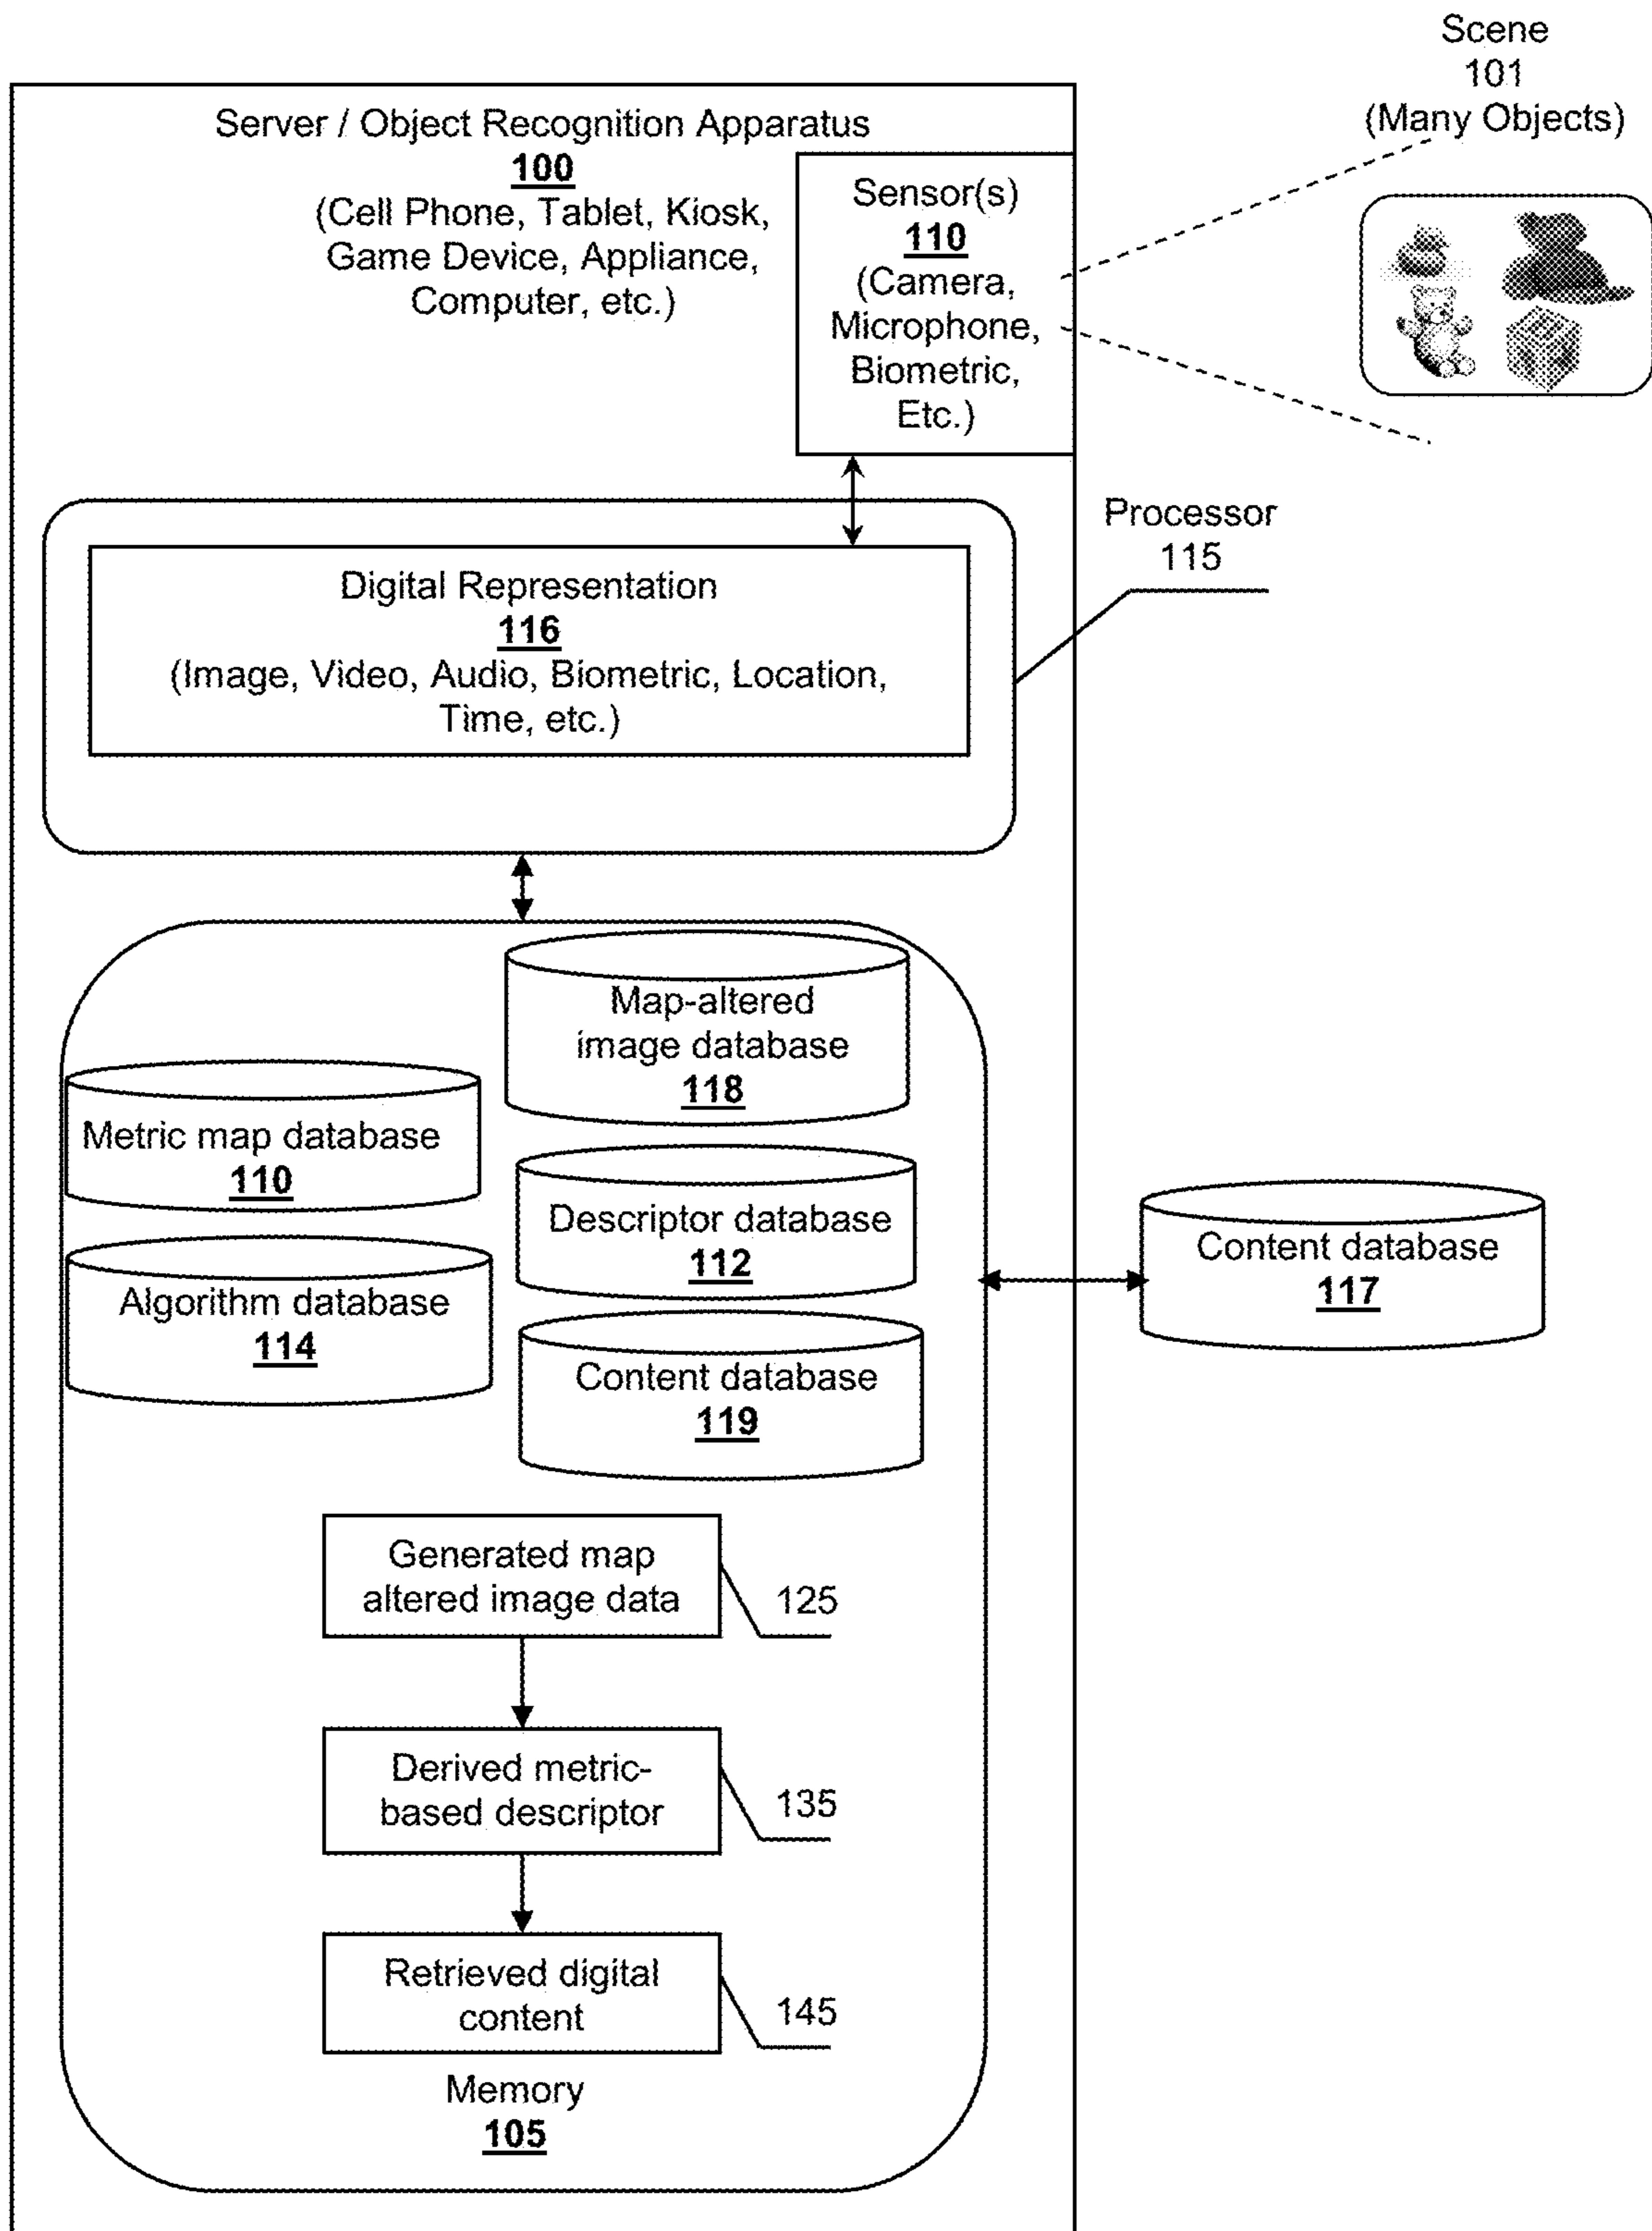 Scene
101
(Many Objects)
Server / Object Recognition Apparatus
100
(Cell Phone, Tablet, Kiosk,
Game Device, Appliance,
Computer, etc.)
Sensor(s)
110
(Camera,
Microphone,
Biometric,
Etc.)
Processor
115
Digital Representation
116
(Image, Video, Audio, Biometric, Location,
Time, etc.)
Map-altered
image database
118
Metric map database
110
Descriptor database
112
Content database
117
Algorithm database
114
Content database
119
Generated map
altered image data
125
Derived metric-
based descriptor
135
Retrieved digital
content
145
Memory
105